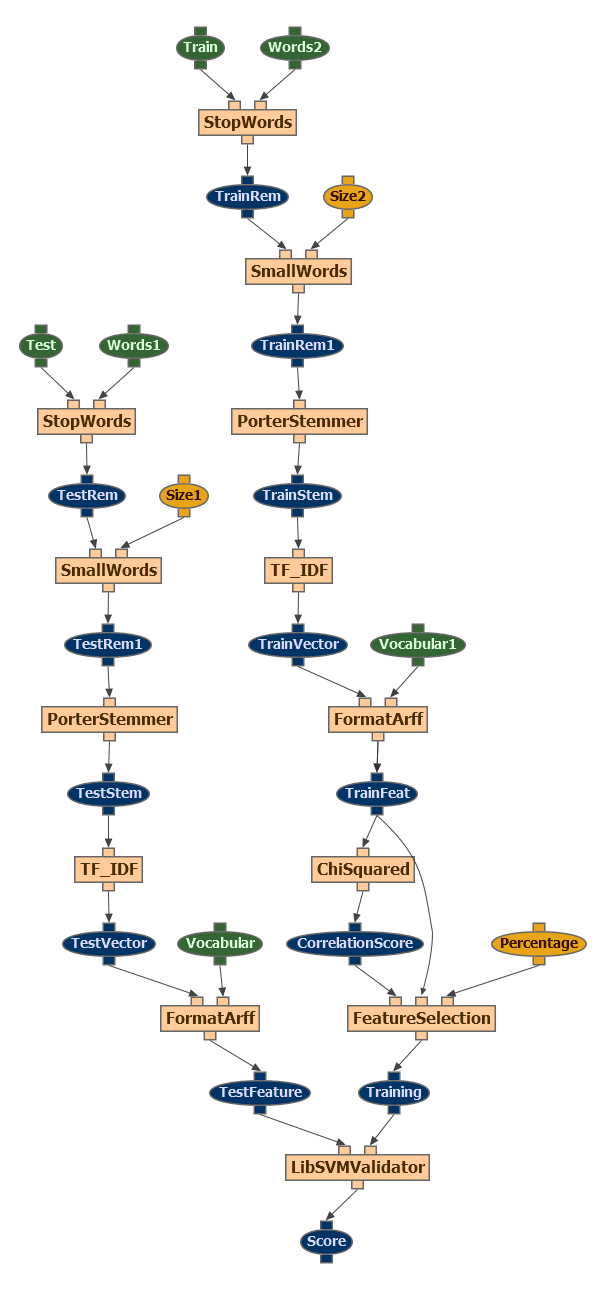 Train
Words2
StopWords
TrainRem
Size2
SmallWords
Test
Words1
TrainRem1
StopWords
PorterStemmer
TestRem
Size1
TrainStem
SmallWords
TF_IDF
TestRem1
TrainVector
Vocabular1
PorterStemmer
FormatArff
TestStem
TrainFeat
TF_IDF
ChiSquared
TestVector
Vocabular
CorrelationScore
Percentage
FormatArff
FeatureSelection
TestFeature
Training
LibSVMValidator
Score